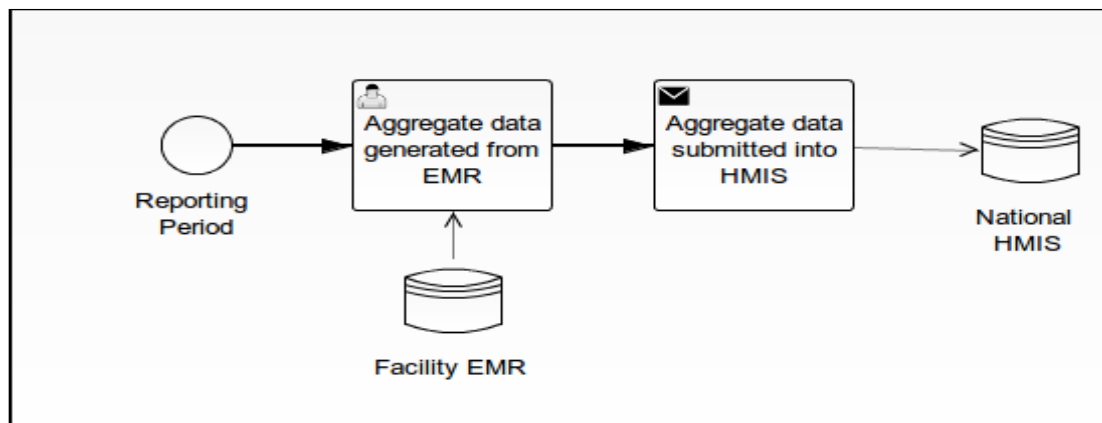 Reporting
Period
Aggregate data
generated from
EMR
Aggregate data
submitted into
HMIS
National
HMIS
Facility EMR